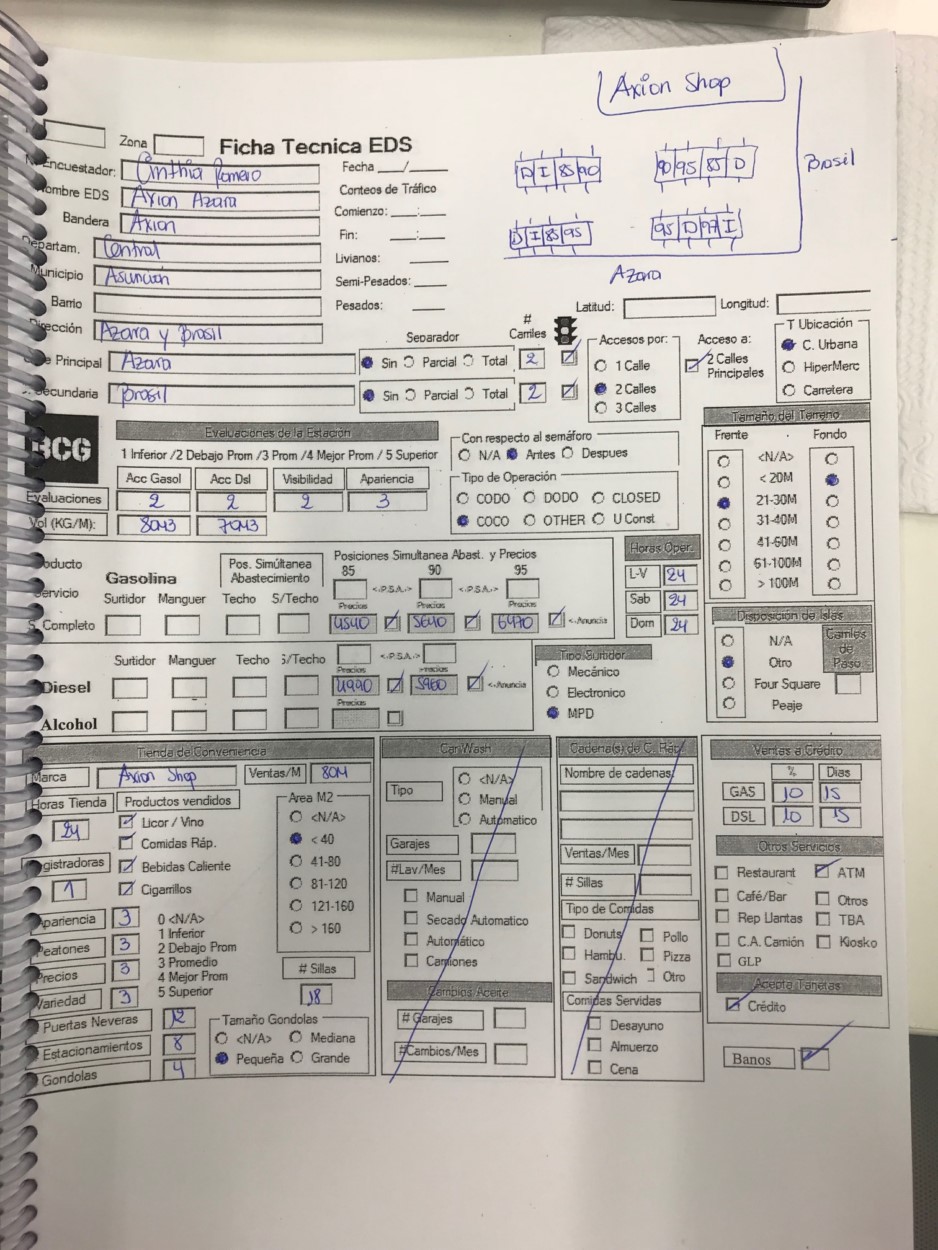 Axion Shop
Brasil
D I 85 90
90 95 85 D
D I 85 95
95 D 97 I
Azara
Zona
Ficha Tecnica EDS
Encuestador: Cinthia Romero
Nombre EDS Axion Azara
Bandera Axion
Departam. Central
Municipio Asunción
Barrio
Dirección Azara y Brasil
Fecha ___/___
Conteos de Tráfico
Comienzo: ___:___
Fin: ___:___
Livianos: ___
Semi-Pesados: ___
Pesados: ___
Latitud: Longitud:
Principal Azara
Secundaria Brasil
Separador
# Carriles
Sin Parcial Total 2
Sin Parcial Total 2
Accesos por:
1 Calle
2 Calles
3 Calles
Acceso a:
2 Calles Principales
T Ubicación
C. Urbana
HiperMerc
Carretera
BCG
Evaluaciones de la Estación
1 Inferior /2 Debajo Prom /3 Prom /4 Mejor Prom / 5 Superior
Acc Gasol Acc Dsl Visibilidad Apariencia
Evaluaciones 2 2 2 3
Vol (KG/M): 80M3 70M3
Con respecto al semáforo
N/A Antes Despues
Tipo de Operación
CODO DODO CLOSED
COCO OTHER U Const
Tamaño del Terreno
Frente Fondo
<N/A>
< 20M
21-30M
31-40M
41-60M
61-100M
> 100M
Producto
Servicio
Gasolina
Pos. Simúltanea Abastecimiento
Posiciones Simultanea Abast. y Precios
85 90 95
<.P.S.A.> <.P.S.A.>
Surtidor Manguer Techo S/Techo
Precios Precios Precios
S. Completo 4540 5640 6470 <-Anuncia
Horas Oper.
L-V 24
Sab 24
Dom 24
Surtidor Manguer Techo S/Techo
<.P.S.A.>
Precios Precios
Diesel 4990 5960 <-Anuncia
Precios
Alcohol
Tipo Surtidor
Mecánico
Electronico
MPD
Disposición de Islas
N/A
Otro
Four Square
Peaje
Carriles de Paso
Tienda de Conveniencia
Marca Axion Shop Ventas/M 80M
Horas Tienda 24
Productos vendidos
Licor / Vino
Comidas Ráp.
Bebidas Caliente
Cigarrillos
Registradoras 1
Area M2
<N/A>
< 40
41-80
81-120
121-160
> 160
Apariencia 3
Peatones 3
Precios 3
Variedad 3
0 <N/A>
1 Inferior
2 Debajo Prom
3 Promedio
4 Mejor Prom
5 Superior
# Sillas
18
Puertas Neveras 12
Estacionamientos 8
Gondolas 4
Tamaño Gondolas
<N/A> Mediana
Pequeña Grande
Car Wash
Tipo
<N/A>
Manual
Automatico
Garajes
#Lav/Mes
Manual
Secado Automatico
Automático
Camiones
Cambios Aceite
# Garajes
#Cambios/Mes
Cadena(s) de C. Ráp.
Nombre de cadenas
Ventas/Mes
# Sillas
Tipo de Comidas
Donuts Pollo
Hambu. Pizza
Sandwich Otro
Comidas Servidas
Desayuno
Almuerzo
Cena
Ventas a Crédito
% Dias
GAS 10 15
DSL 10 15
Otros Servicios
Restaurant ATM
Café/Bar Otros
Rep Llantas TBA
C.A. Camión Kiosko
GLP
Acepta Tarjetas
Crédito
Banos